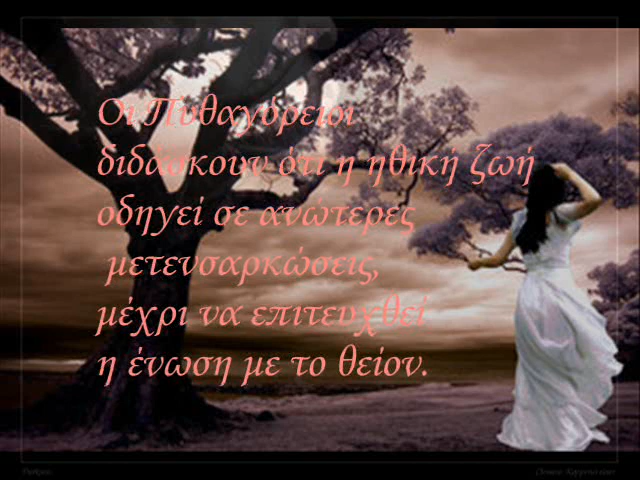 Οι Πυθαγόρειοι
διδάσκουν ότι η ηθική ζωή
οδηγεί σε ανώτερες
μετενσαρκώσεις,
μέχρι να επιτευχθεί
η ένωση με το θείον.